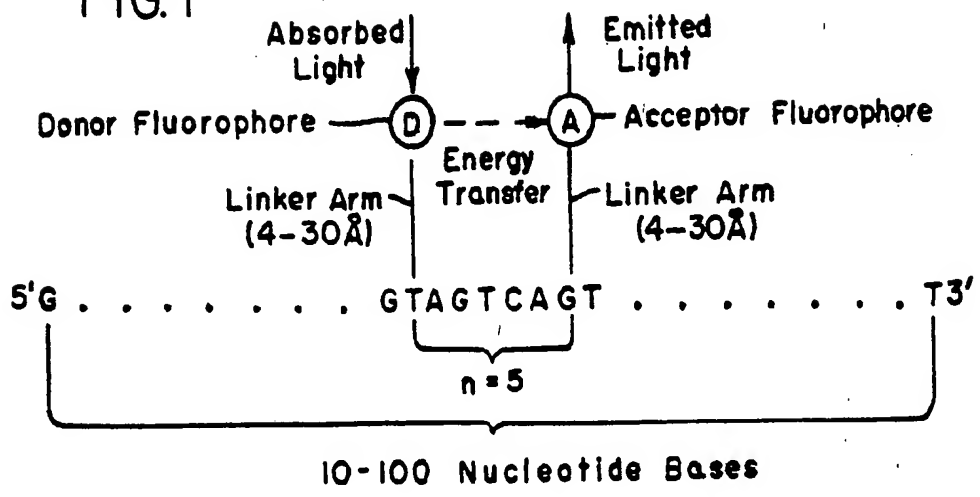 FIG. 1
Absorbed Light
Emitted Light
Donor Fluorophore
D
A
Acceptor Fluorophore
Energy Transfer
Linker Arm
(4-30Å)
Linker Arm
(4-30Å)
5'G . . . . . . . GTAGTCAGT . . . . . . . T3'
n = 5
10-100 Nucleotide Bases